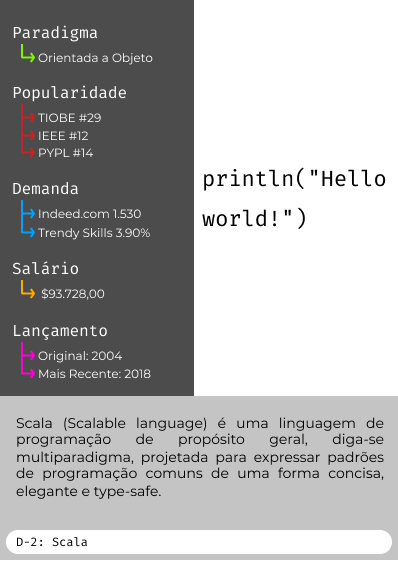 Paradigma
Orientada a Objeto
Popularidade
TIOBE #29
IEEE #12
PYPL #14
Demanda
Indeed.com 1.530
Trendy Skills 3.90%
Salário
$93.728,00
Lançamento
Original: 2004
Mais Recente: 2018
println("Hello
world!")
Scala (Scalable language) é uma linguagem de
programação de propósito geral, diga-se
multiparadigma, projetada para expressar padrões
de programação comuns de uma forma concisa,
elegante e type-safe.
D-2: Scala